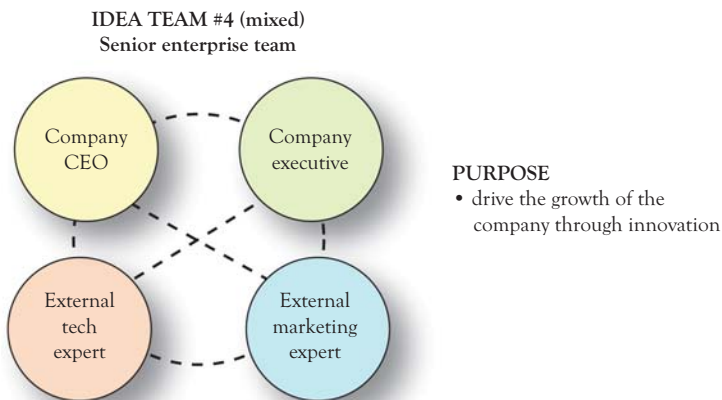 IDEA TEAM #4 (mixed)
Senior enterprise team
Company
CEO
Company
executive
PURPOSE
• drive the growth of the
company through innovation
External
tech
expert
External
marketing
expert